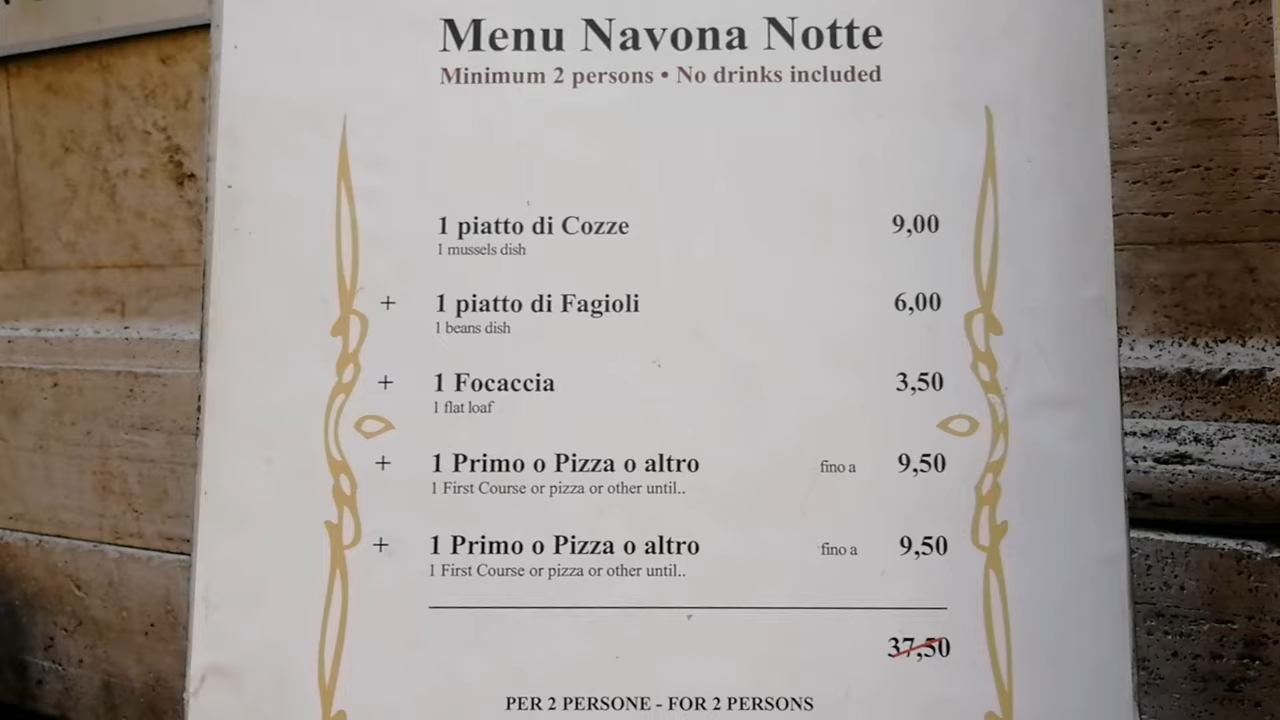 Menu Navona Notte
Minimum 2 persons • No drinks included
1 piatto di Cozze 9,00
1 mussels dish
+ 1 piatto di Fagioli 6,00
1 beans dish
+ 1 Focaccia 3,50
1 flat loaf
+ 1 Primo o Pizza o altro fino a 9,50
1 First Course or pizza or other until..
+ 1 Primo o Pizza o altro fino a 9,50
1 First Course or pizza or other until..
37,50
PER 2 PERSONE - FOR 2 PERSONS